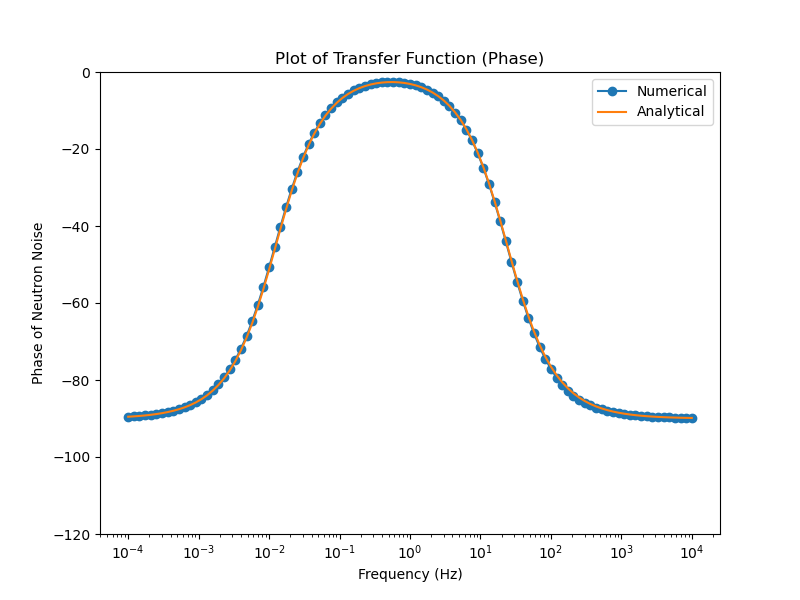 Plot of Transfer Function (Phase)
Numerical
Analytical
Phase of Neutron Noise
0
−20
−40
−60
−80
−100
−120
10⁻⁴ 10⁻³ 10⁻² 10⁻¹ 10⁰ 10¹ 10² 10³ 10⁴
Frequency (Hz)